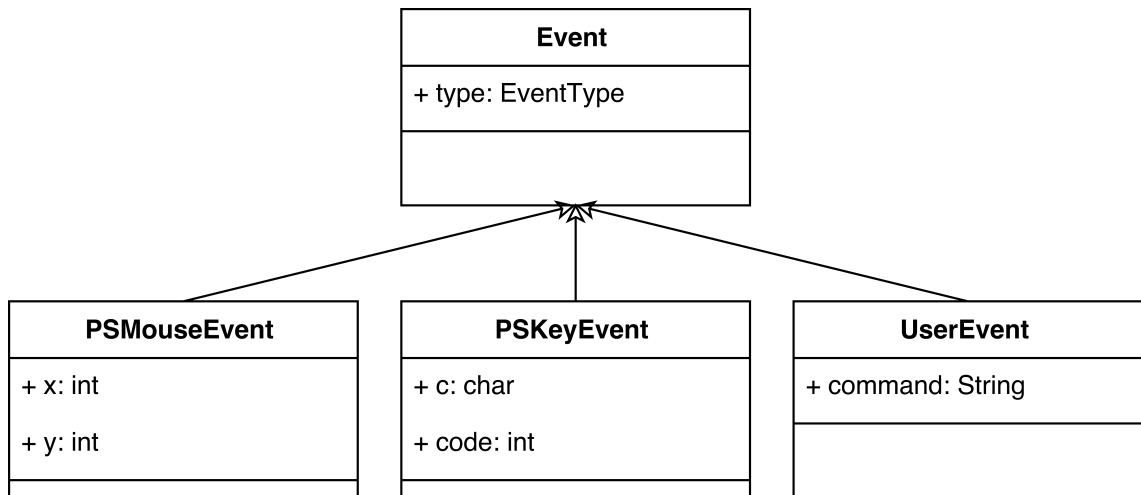 Event
+ type: EventType
PSMouseEvent
+ x: int
+ y: int
PSKeyEvent
+ c: char
+ code: int
UserEvent
+ command: String